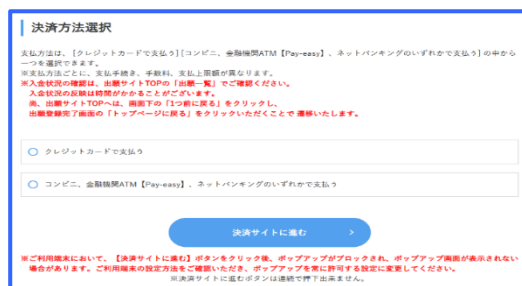 決済方法選択
支払方法は、[クレジットカードで支払う][コンビニ、金融機関ATM【Pay-easy】、ネットバンキングのいずれかで支払う]の中から
一つを選択できます。
※支払方法ごとに、支払手続き、手数料、支払上限額が異なります。
※入金状況の確認は、出願サイトTOPの「出願一覧」でご確認ください。
入金状況の反映は時間がかかることがございます。
尚、出願サイトTOPへは、画面下の「1つ前に戻る」をクリックし、
出願登録完了画面の「トップページに戻る」をクリックいただくことで 遷移いたします。
クレジットカードで支払う
コンビニ、金融機関ATM【Pay-easy】、ネットバンキングのいずれかで支払う
決済サイトに進む >
※ご利用端末において、【決済サイトに進む】ボタンをクリック後、ポップアップがブロックされ、ポップアップ画面が表示されない
場合があります。ご利用端末の設定方法をご確認いただき、ポップアップを常に許可する設定に変更してください。
※決済サイトに進むボタンは連続で押下出来ません。